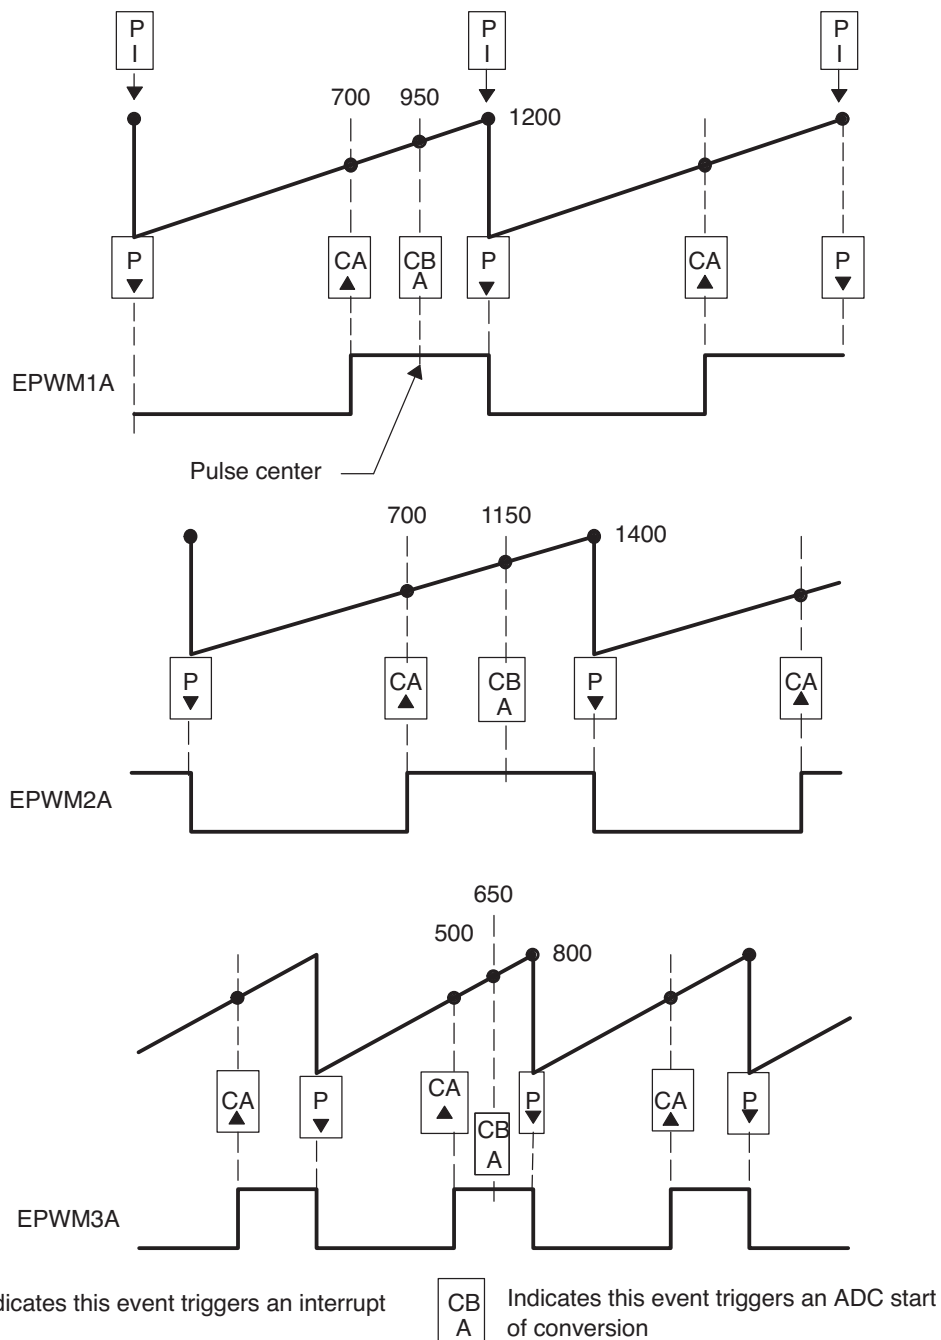 P P P
I I I
700 950
1200
P CA CB P CA P
A
EPWM1A
Pulse center
700 1150
1400
P CA CB P CA
A
EPWM2A
650
500
800
CA P CA P CA P
CB
A
EPWM3A
dicates this event triggers an interrupt
CB
A
Indicates this event triggers an ADC start
of conversion